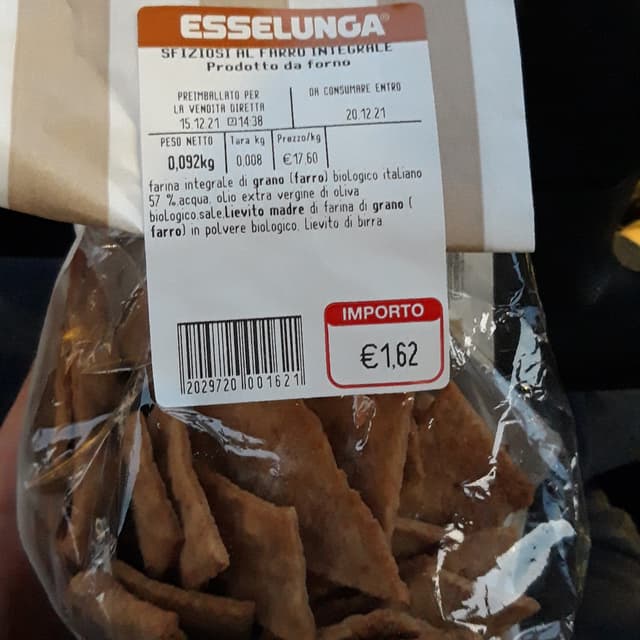 ESSELUNGA®
SFIZIOSI AL FARRO INTEGRALE
Prodotto da forno
PREIMBALLATO PER
LA VENDITA DIRETTA
15.12.21 14:38
DA CONSUMARE ENTRO
20.12.21
PESO NETTO
0,092kg
Tara kg
0,008
Prezzo/kg
€17,60
farina integrale di grano (farro) biologico italiano
57 % acqua, olio extra vergine di oliva
biologico,sale,Lievito madre di farina di grano (
farro) in polvere biologico. Lievito di birra
IMPORTO
€1,62
2029720 001621